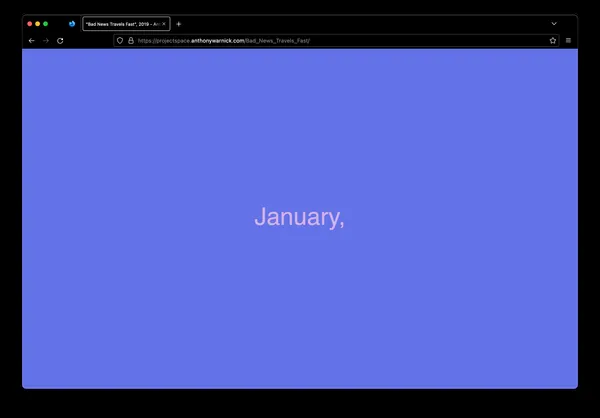 "Bad News Travels Fast", 2019 - An
https://projectspace.anthonywarnick.com/Bad_News_Travels_Fast/
January,